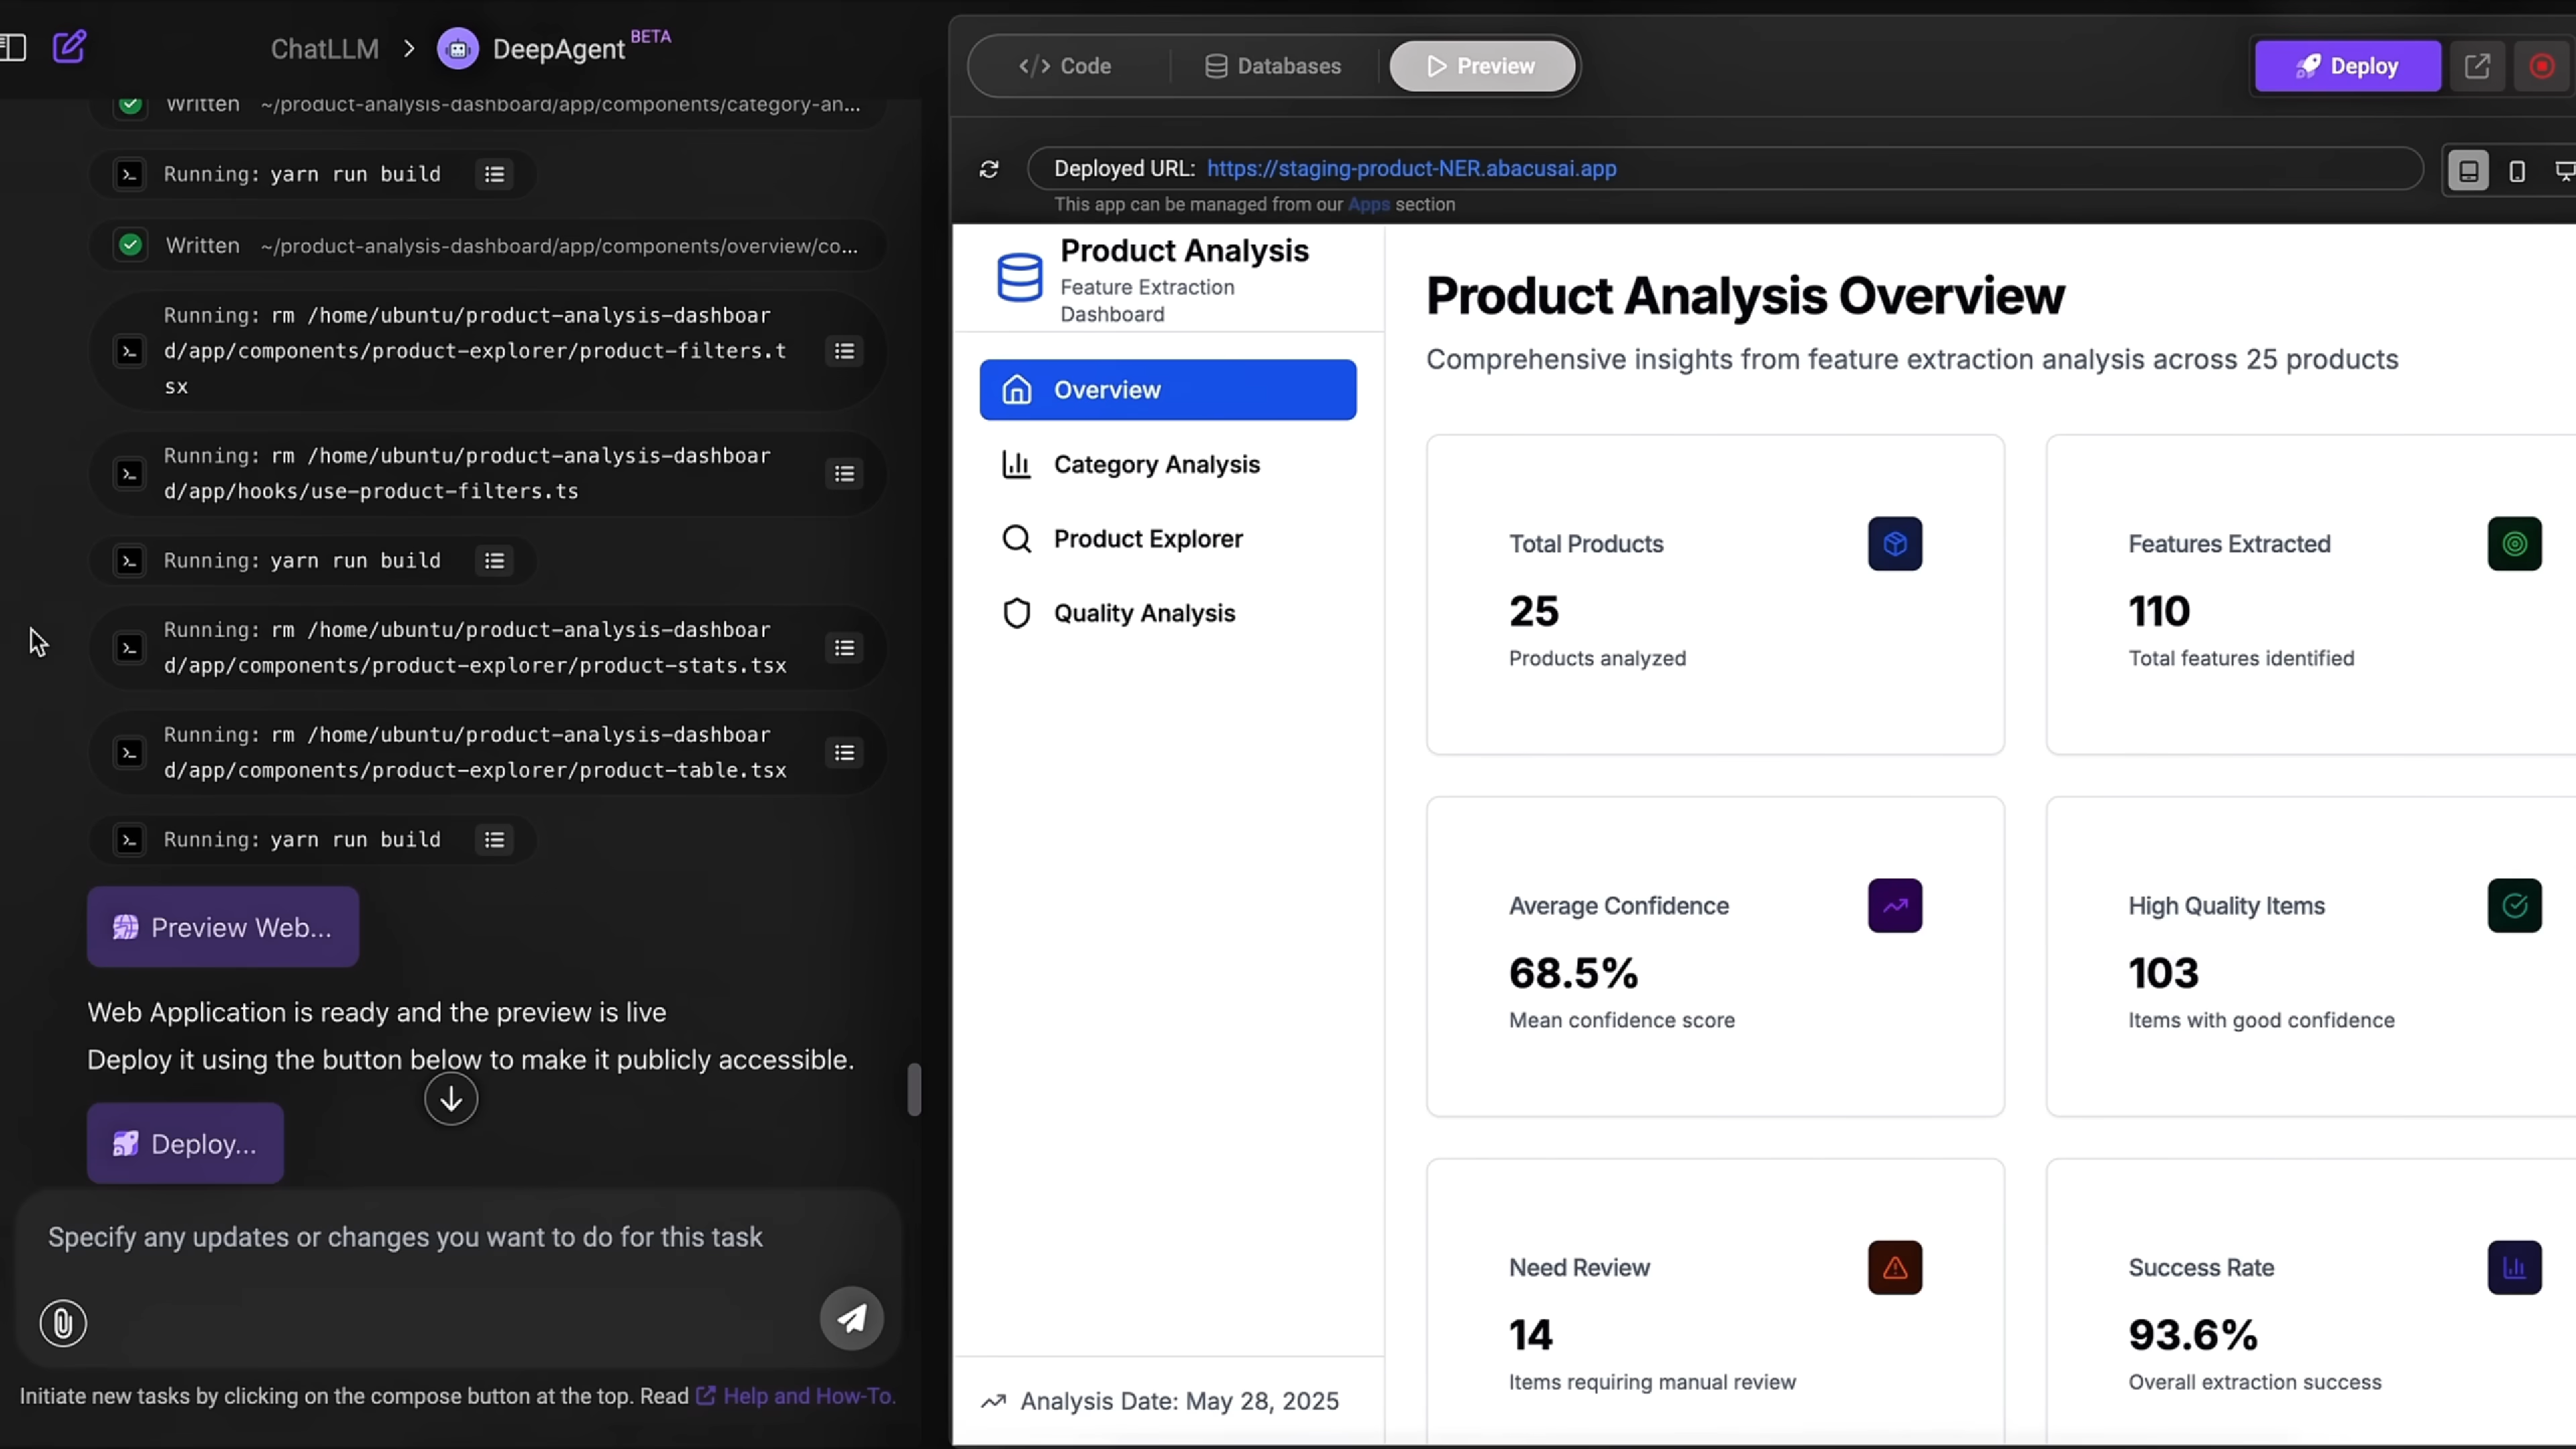 ChatLLM > DeepAgent BETA
Written ~/product-analysis-dashboard/app/components/category-an...
Running: yarn run build
Written ~/product-analysis-dashboard/app/components/overview/co...
Running: rm /home/ubuntu/product-analysis-dashboar
d/app/components/product-explorer/product-filters.t
sx
Running: rm /home/ubuntu/product-analysis-dashboar
d/app/hooks/use-product-filters.ts
Running: yarn run build
Running: rm /home/ubuntu/product-analysis-dashboar
d/app/components/product-explorer/product-stats.tsx
Running: rm /home/ubuntu/product-analysis-dashboar
d/app/components/product-explorer/product-table.tsx
Running: yarn run build
Preview Web...
Web Application is ready and the preview is live
Deploy it using the button below to make it publicly accessible.
Deploy...
Specify any updates or changes you want to do for this task
Initiate new tasks by clicking on the compose button at the top. Read Help and How-To.
</> Code
Databases
Preview
Deploy
Deployed URL: https://staging-product-NER.abacusai.app
This app can be managed from our Apps section
Product Analysis
Feature Extraction
Dashboard
Overview
Category Analysis
Product Explorer
Quality Analysis
Analysis Date: May 28, 2025
Product Analysis Overview
Comprehensive insights from feature extraction analysis across 25 products
Total Products
25
Products analyzed
Features Extracted
110
Total features identified
Average Confidence
68.5%
Mean confidence score
High Quality Items
103
Items with good confidence
Need Review
14
Items requiring manual review
Success Rate
93.6%
Overall extraction success